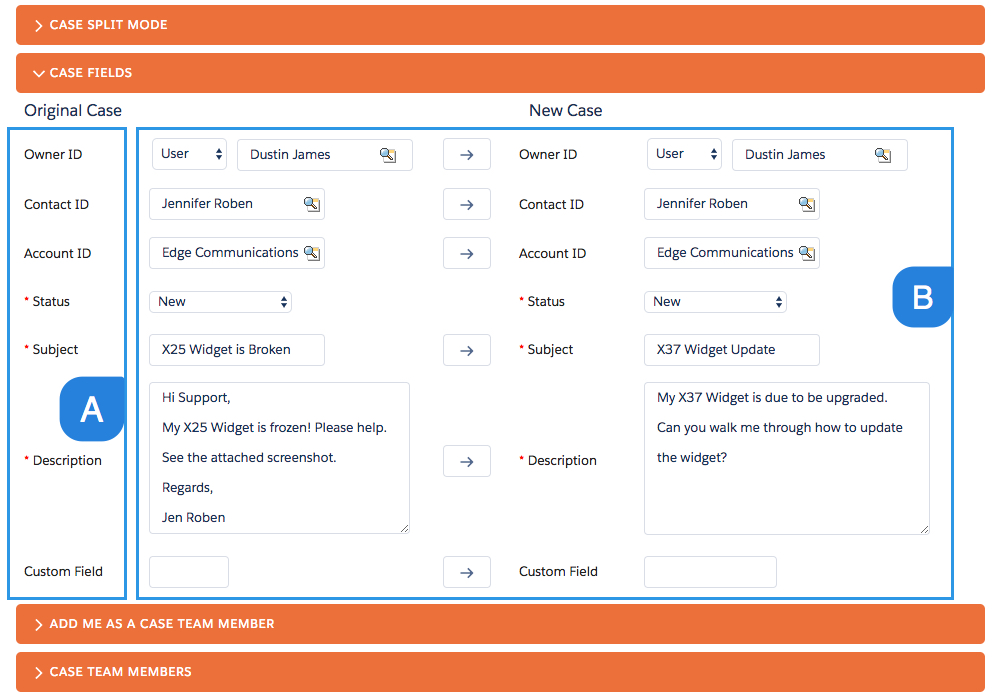 CASE SPLIT MODE
CASE FIELDS
Original Case New Case
Owner ID User Dustin James Owner ID User Dustin James
Contact ID Jennifer Roben Contact ID Jennifer Roben
Account ID Edge Communications Account ID Edge Communications
* Status New * Status New
* Subject X25 Widget is Broken * Subject X37 Widget Update
A
B
* Description
Hi Support,
My X25 Widget is frozen! Please help.
See the attached screenshot.
Regards,
Jen Roben
* Description
My X37 Widget is due to be upgraded.
Can you walk me through how to update
the widget?
Custom Field Custom Field
ADD ME AS A CASE TEAM MEMBER
CASE TEAM MEMBERS